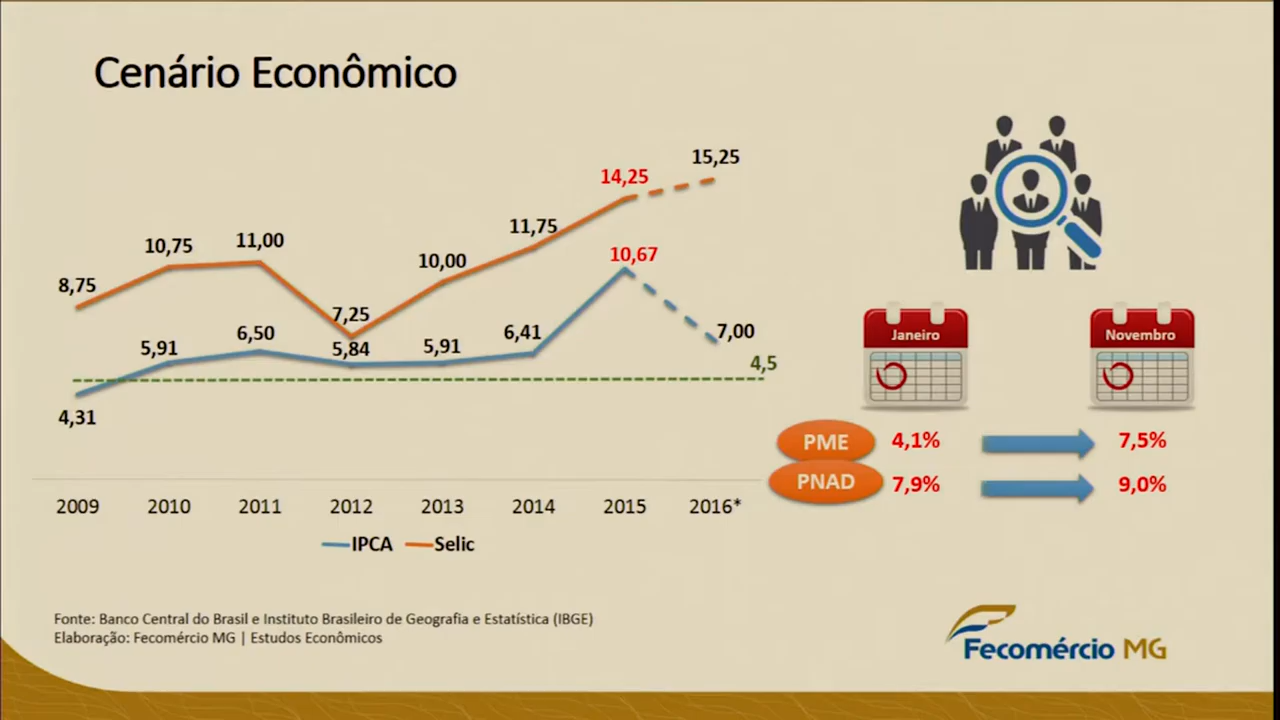 Cenário Econômico
15,25
14,25
11,75
10,75
11,00
10,00
10,67
8,75
7,25
6,50
6,41
7,00
5,91
5,84
5,91
4,5
4,31
2009 2010 2011 2012 2013 2014 2015 2016*
IPCA Selic
Janeiro Novembro
PME 4,1% 7,5%
PNAD 7,9% 9,0%
Fonte: Banco Central do Brasil e Instituto Brasileiro de Geografia e Estatística (IBGE)
Elaboração: Fecomércio MG | Estudos Econômicos
Fecomércio MG